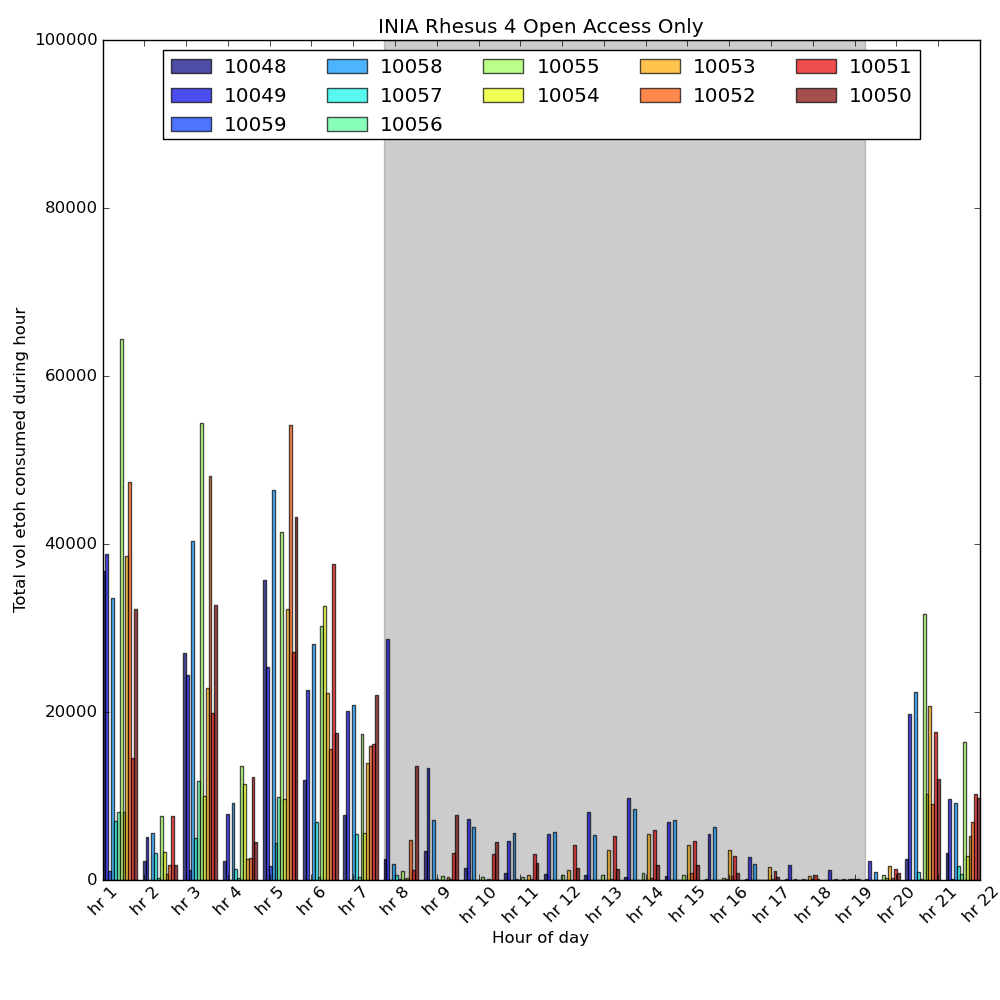 INIA Rhesus 4 Open Access Only
100000
80000
60000
40000
20000
0
Total vol etoh consumed during hour
10048 10058 10055 10053 10051
10049 10057 10054 10052 10050
10059 10056
hr 1 hr 2 hr 3 hr 4 hr 5 hr 6 hr 7 hr 8 hr 9 hr 10 hr 11 hr 12 hr 13 hr 14 hr 15 hr 16 hr 17 hr 18 hr 19 hr 20 hr 21 hr 22
Hour of day